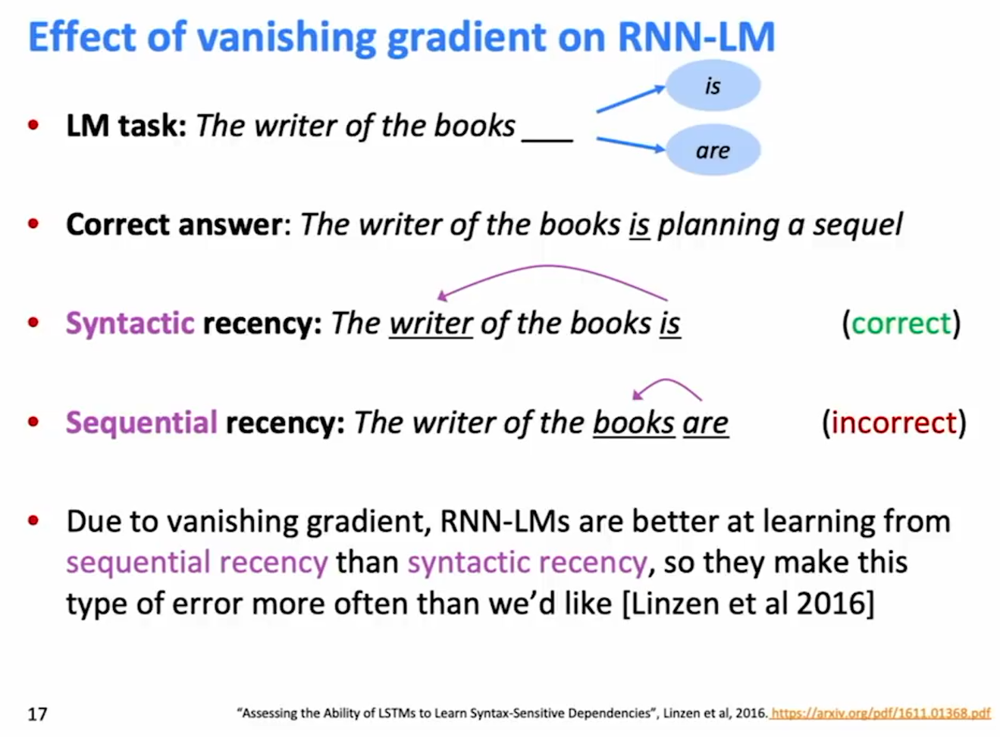 Effect of vanishing gradient on RNN-LM
is
• LM task: The writer of the books ___
are
• Correct answer: The writer of the books is planning a sequel
• Syntactic recency: The writer of the books is (correct)
• Sequential recency: The writer of the books are (incorrect)
• Due to vanishing gradient, RNN-LMs are better at learning from
sequential recency than syntactic recency, so they make this
type of error more often than we’d like [Linzen et al 2016]
17 “Assessing the Ability of LSTMs to Learn Syntax-Sensitive Dependencies”, Linzen et al, 2016. https://arxiv.org/pdf/1611.01368.pdf